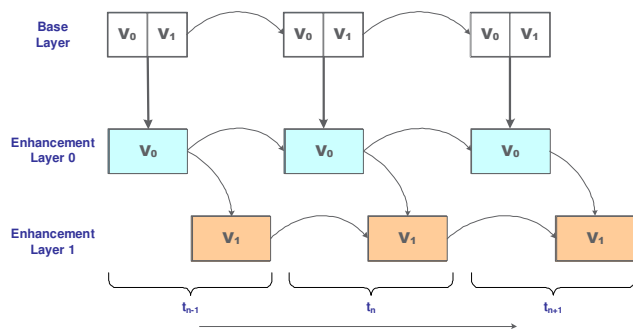 Base
Layer
V₀ V₁ V₀ V₁ V₀ V₁
Enhancement
Layer 0
V₀ V₀ V₀
Enhancement
Layer 1
V₁ V₁ V₁
tₙ₋₁ tₙ tₙ₊₁